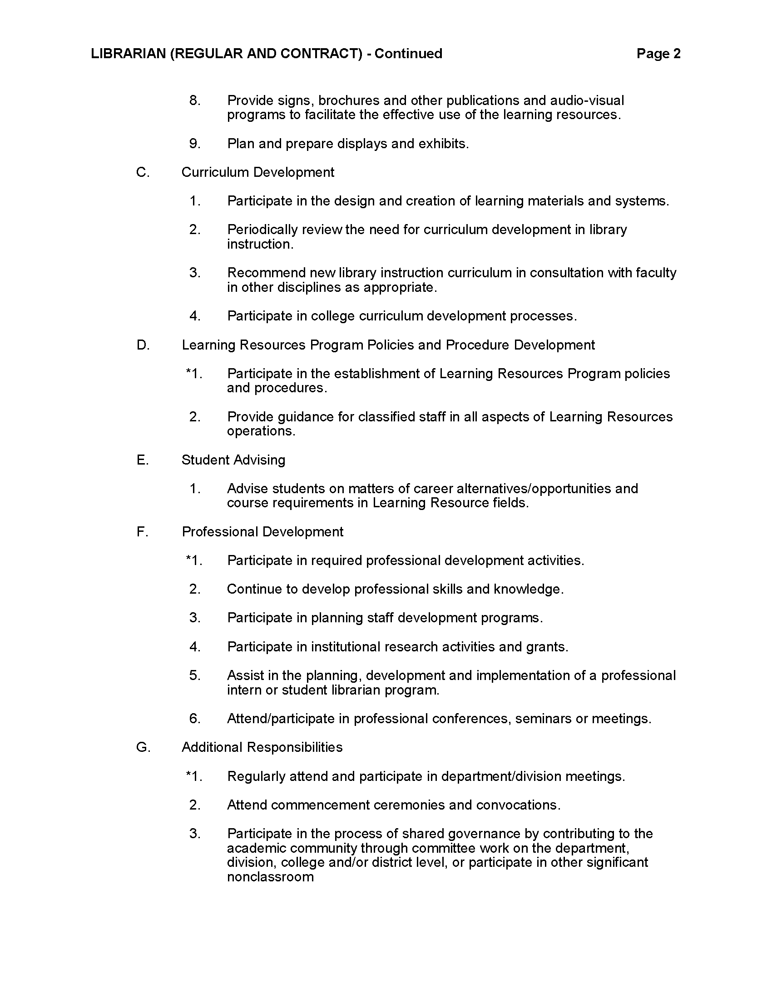 LIBRARIAN (REGULAR AND CONTRACT) - Continued Page 2
8. Provide signs, brochures and other publications and audio-visual
programs to facilitate the effective use of the learning resources.
9. Plan and prepare displays and exhibits.
C. Curriculum Development
1. Participate in the design and creation of learning materials and systems.
2. Periodically review the need for curriculum development in library
instruction.
3. Recommend new library instruction curriculum in consultation with faculty
in other disciplines as appropriate.
4. Participate in college curriculum development processes.
D. Learning Resources Program Policies and Procedure Development
*1. Participate in the establishment of Learning Resources Program policies
and procedures.
2. Provide guidance for classified staff in all aspects of Learning Resources
operations.
E. Student Advising
1. Advise students on matters of career alternatives/opportunities and
course requirements in Learning Resource fields.
F. Professional Development
*1. Participate in required professional development activities.
2. Continue to develop professional skills and knowledge.
3. Participate in planning staff development programs.
4. Participate in institutional research activities and grants.
5. Assist in the planning, development and implementation of a professional
intern or student librarian program.
6. Attend/participate in professional conferences, seminars or meetings.
G. Additional Responsibilities
*1. Regularly attend and participate in department/division meetings.
2. Attend commencement ceremonies and convocations.
3. Participate in the process of shared governance by contributing to the
academic community through committee work on the department,
division, college and/or district level, or participate in other significant
nonclassroom